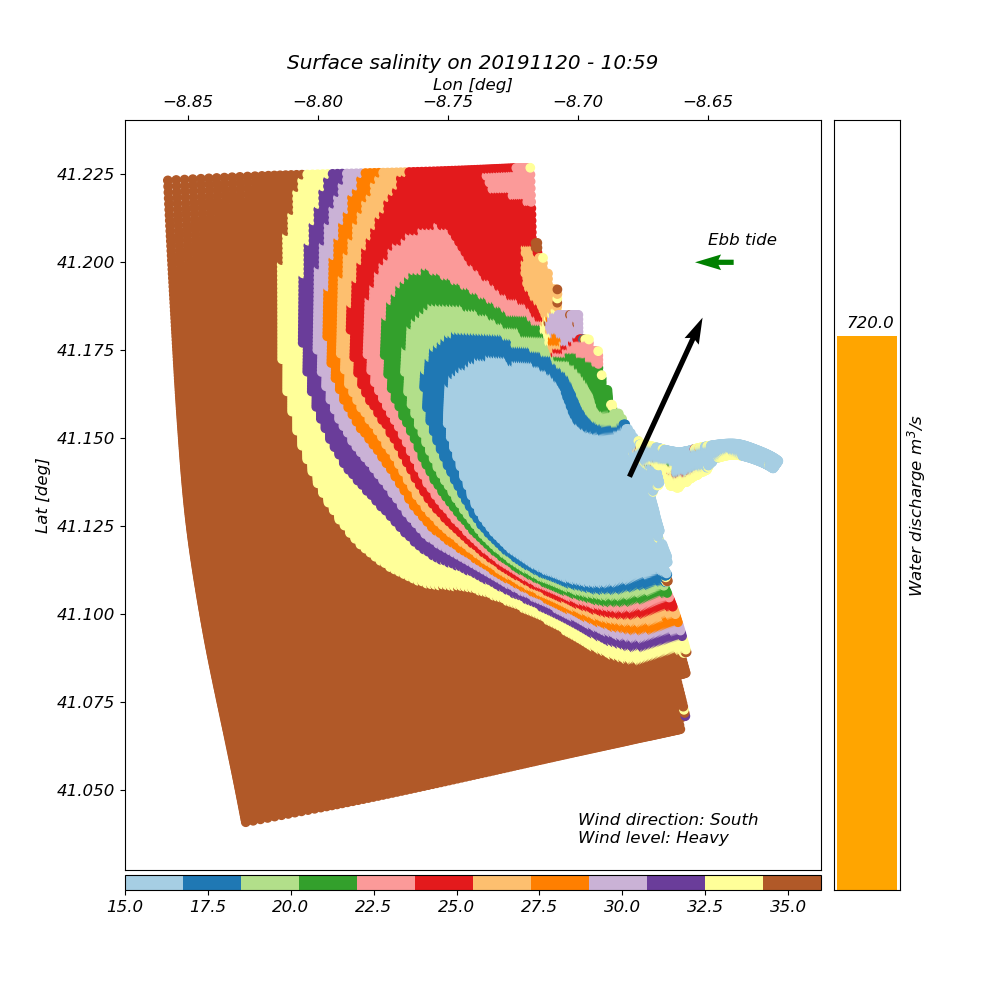 Surface salinity on 20191120 - 10:59
Lon [deg]
−8.85 −8.80 −8.75 −8.70 −8.65
41.225
41.200
41.175
41.150
41.125
41.100
41.075
41.050
Lat [deg]
Ebb tide
720.0
Water discharge m³/s
Wind direction: South
Wind level: Heavy
15.0 17.5 20.0 22.5 25.0 27.5 30.0 32.5 35.0